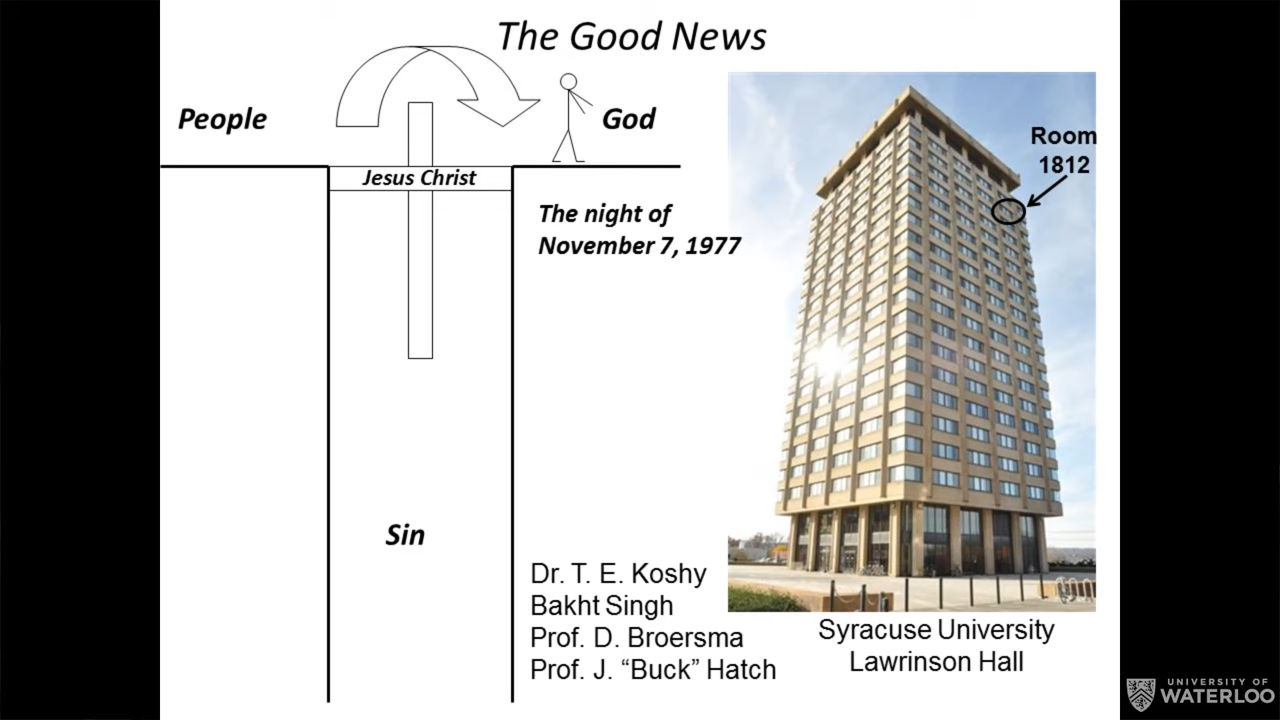 The Good News
People
God
Room
1812
Jesus Christ
The night of
November 7, 1977
Sin
Dr. T. E. Koshy
Bakht Singh
Prof. D. Broersma
Prof. J. “Buck” Hatch
Syracuse University
Lawrinson Hall
UNIVERSITY OF
WATERLOO